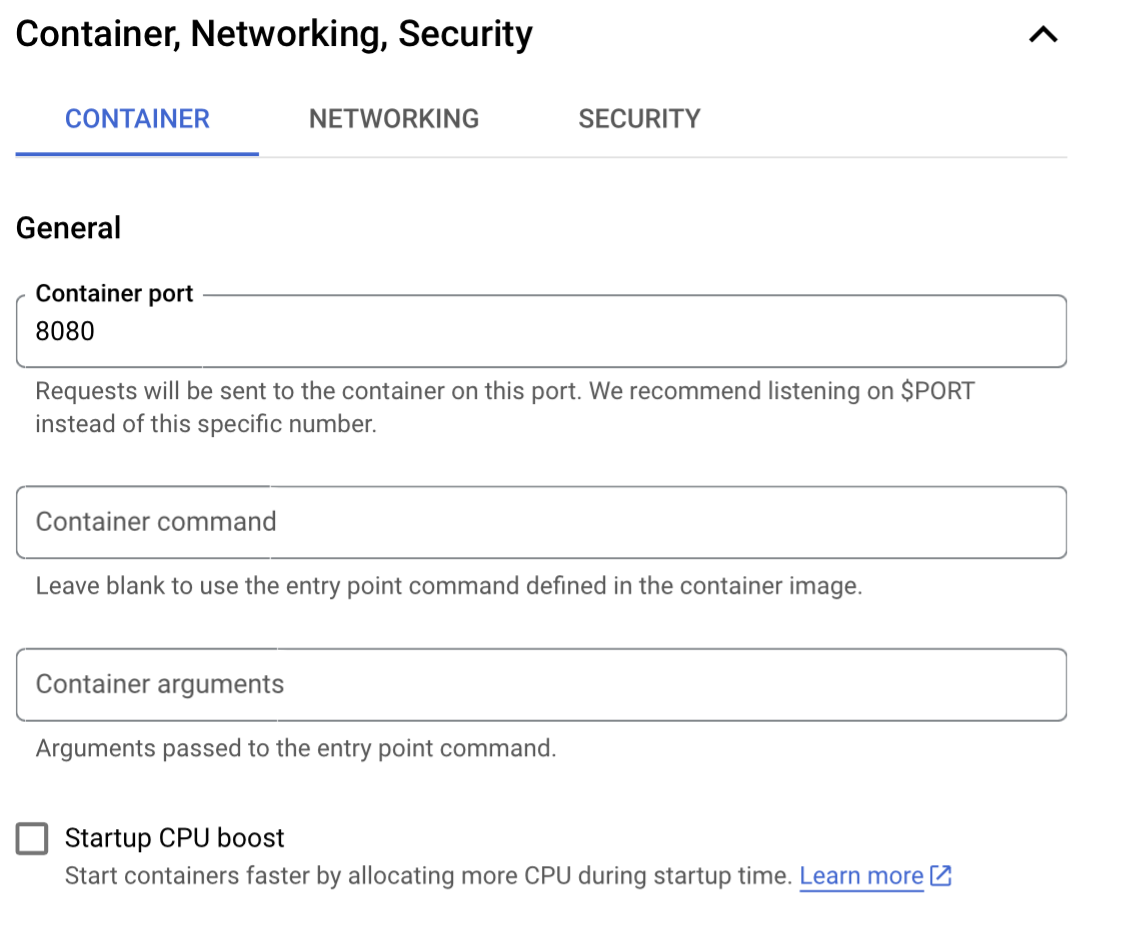 Container, Networking, Security
CONTAINER NETWORKING SECURITY
General
Container port
8080
Requests will be sent to the container on this port. We recommend listening on $PORT
instead of this specific number.
Container command
Leave blank to use the entry point command defined in the container image.
Container arguments
Arguments passed to the entry point command.
Startup CPU boost
Start containers faster by allocating more CPU during startup time. Learn more